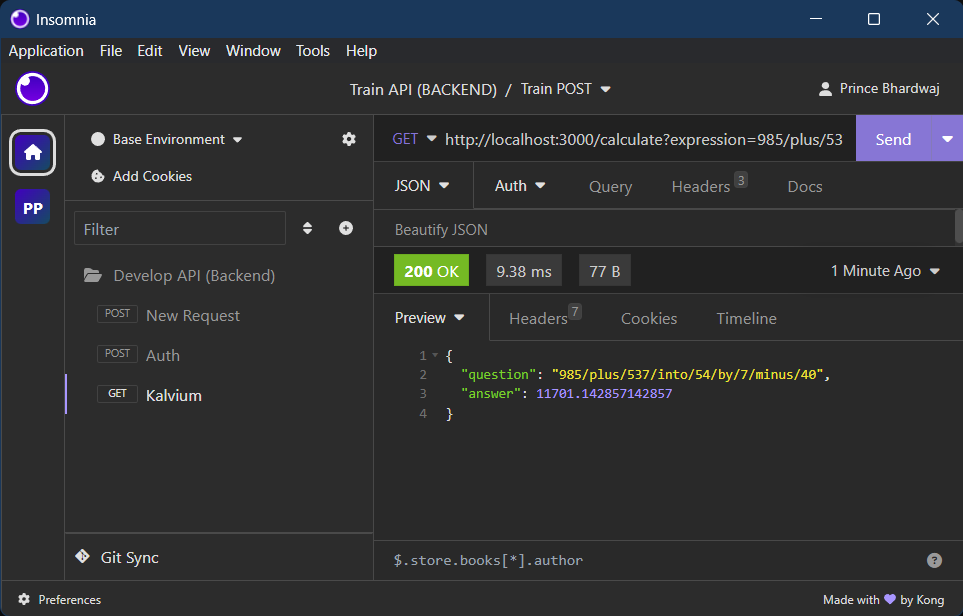 Insomnia
Application File Edit View Window Tools Help
Train API (BACKEND) / Train POST
Prince Bhardwaj
PP
Base Environment
Add Cookies
Filter
Develop API (Backend)
POST New Request
POST Auth
GET Kalvium
Git Sync
GET http://localhost:3000/calculate?expression=985/plus/53
Send
JSON Auth Query Headers 3 Docs
Beautify JSON
200 OK 9.38 ms 77 B 1 Minute Ago
Preview Headers 7 Cookies Timeline
1 {
2 "question": "985/plus/537/into/54/by/7/minus/40",
3 "answer": 11701.142857142857
4 }
$.store.books[*].author
?
Preferences
Made with 💜 by Kong